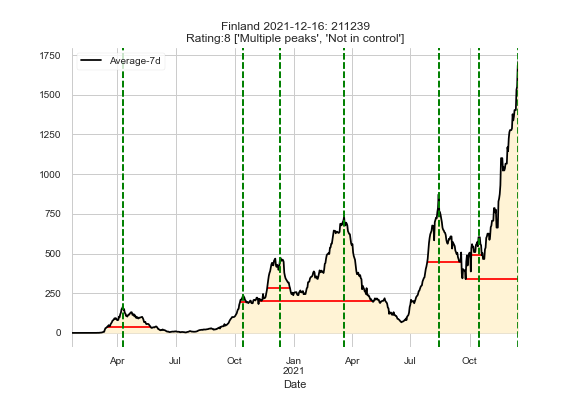 Finland 2021-12-16: 211239
Rating:8 ['Multiple peaks', 'Not in control']
Average-7d
1750
1500
1250
1000
750
500
250
0
Apr Jul Oct Jan Apr Jul Oct
2021
Date